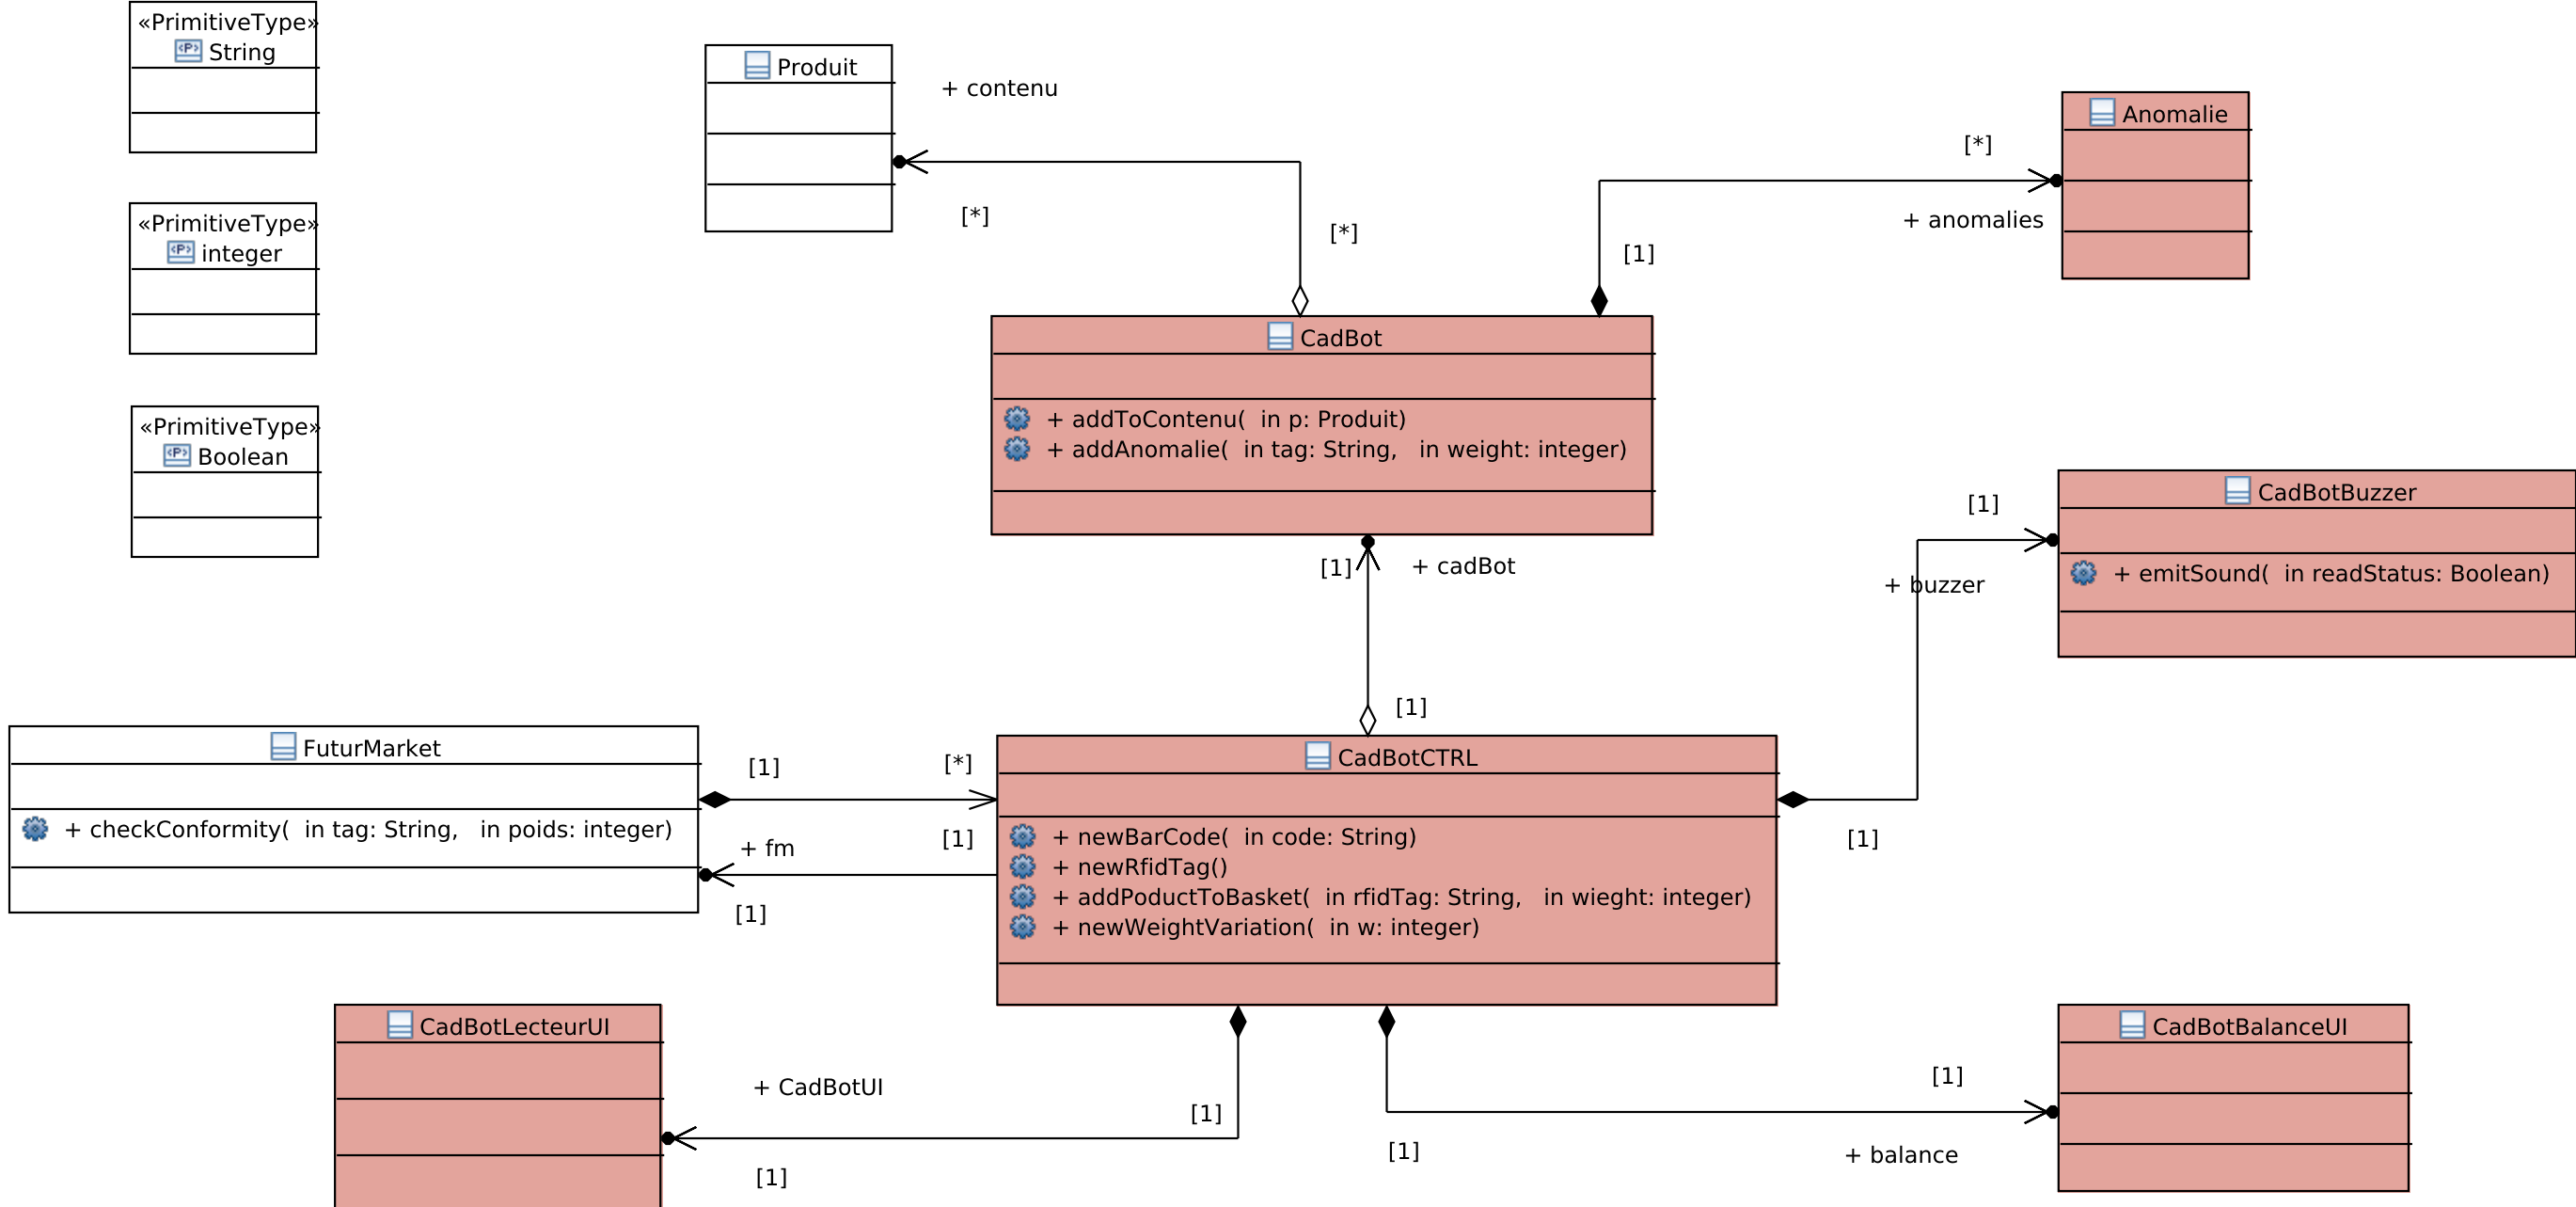 «PrimitiveType»
String
«PrimitiveType»
integer
«PrimitiveType»
Boolean
Produit
+ contenu
[*]
[*]
Anomalie
[*]
+ anomalies
[1]
CadBot
+ addToContenu(  in p: Produit)
+ addAnomalie(  in tag: String,   in weight: integer)
[1]
+ cadBot
[1]
CadBotBuzzer
+ emitSound(  in readStatus: Boolean)
[1]
+ buzzer
[1]
FuturMarket
+ checkConformity(  in tag: String,   in poids: integer)
[1]
[*]
+ fm
[1]
[1]
CadBotCTRL
+ newBarCode(  in code: String)
+ newRfidTag()
+ addPoductToBasket(  in rfidTag: String,   in wieght: integer)
+ newWeightVariation(  in w: integer)
CadBotLecteurUI
+ CadBotUI
[1]
[1]
CadBotBalanceUI
[1]
[1]
+ balance